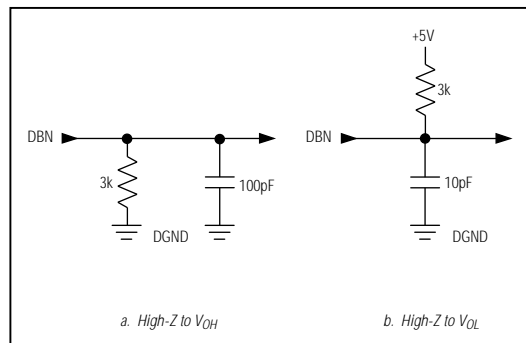 DBN
3k
100pF
DGND
a. High-Z to VOH
+5V
3k
DBN
10pF
DGND
b. High-Z to VOL